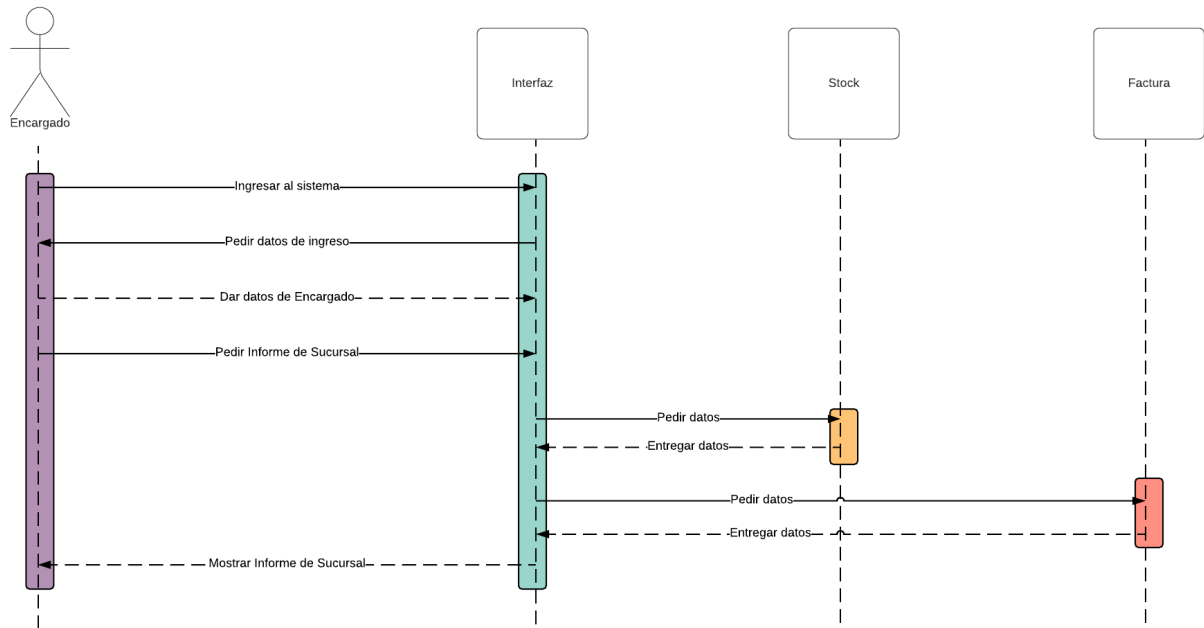 Interfaz
Stock
Factura
Encargado
Ingresar al sistema
Pedir datos de ingreso
Dar datos de Encargado
Pedir Informe de Sucursal
Pedir datos
Entregar datos
Pedir datos
Entregar datos
Mostrar Informe de Sucursal